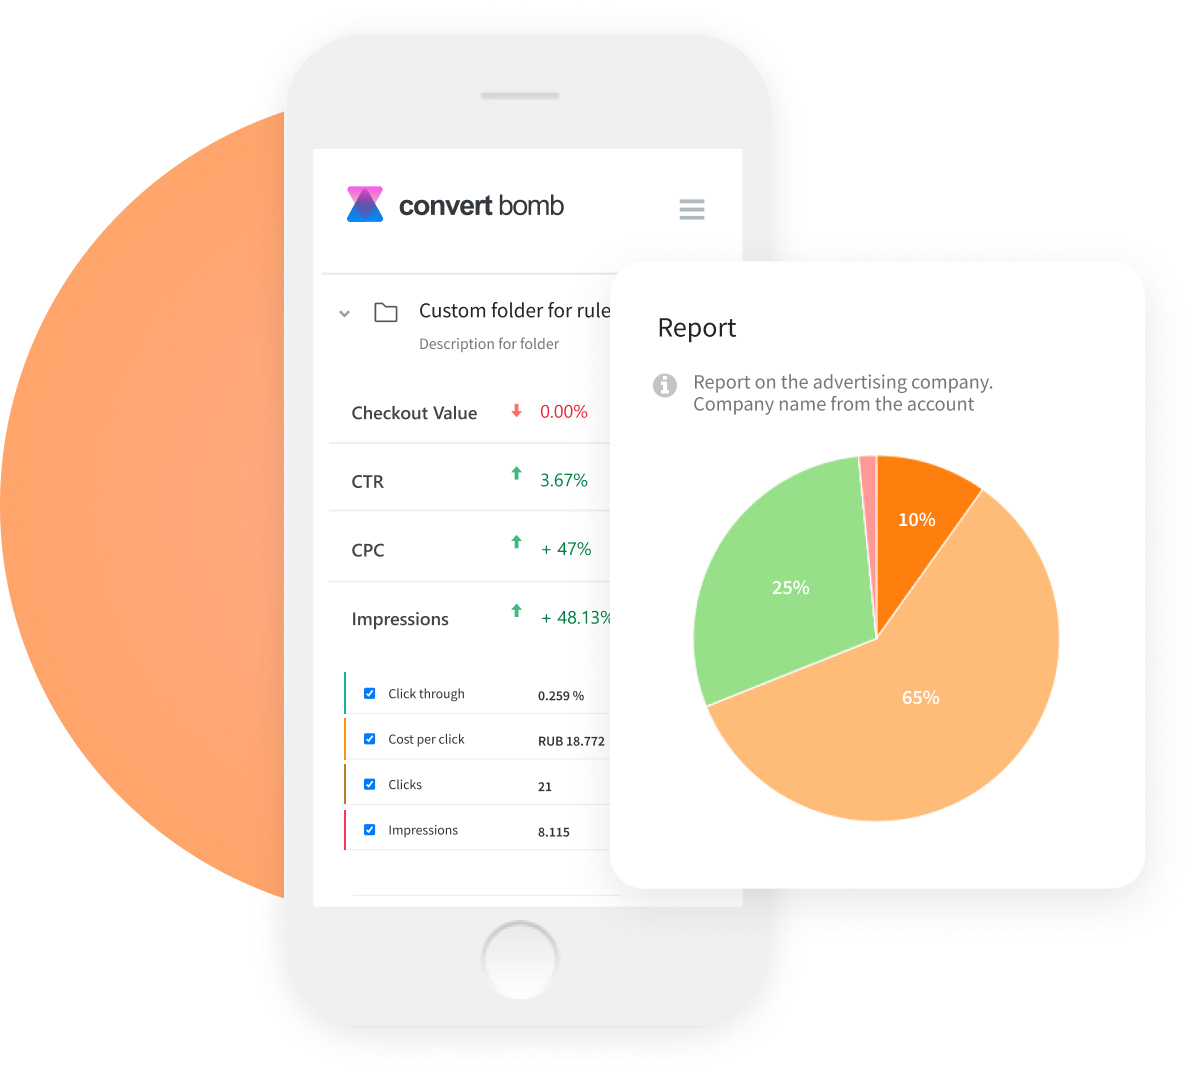 convert bomb
Custom folder for rule
Description for folder
Checkout Value 0.00%
CTR 3.67%
CPC + 47%
Impressions + 48.13%
Click through 0.259 %
Cost per click RUB 18.772
Clicks 21
Impressions 8.115
Report
Report on the advertising company.
Company name from the account
10%
25%
65%